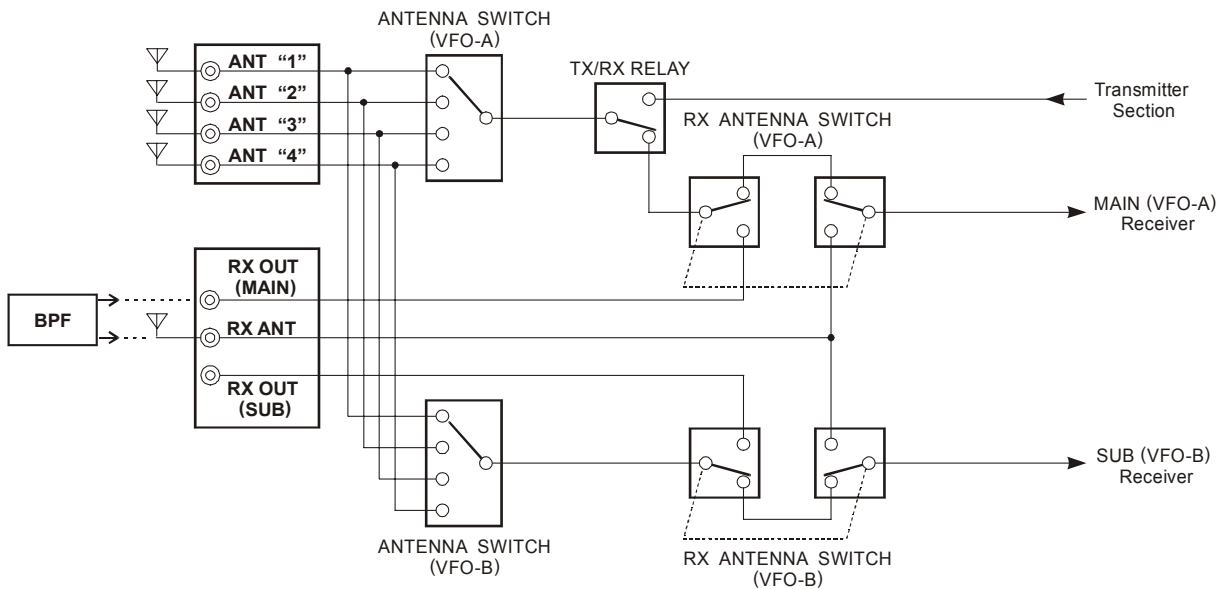 ANTENNA SWITCH
(VFO-A)
ANT “1”
ANT “2”
ANT “3”
ANT “4”
TX/RX RELAY
Transmitter
Section
RX ANTENNA SWITCH
(VFO-A)
MAIN (VFO-A)
Receiver
RX OUT
(MAIN)
BPF
RX ANT
RX OUT
(SUB)
SUB (VFO-B)
Receiver
ANTENNA SWITCH
(VFO-B)
RX ANTENNA SWITCH
(VFO-B)